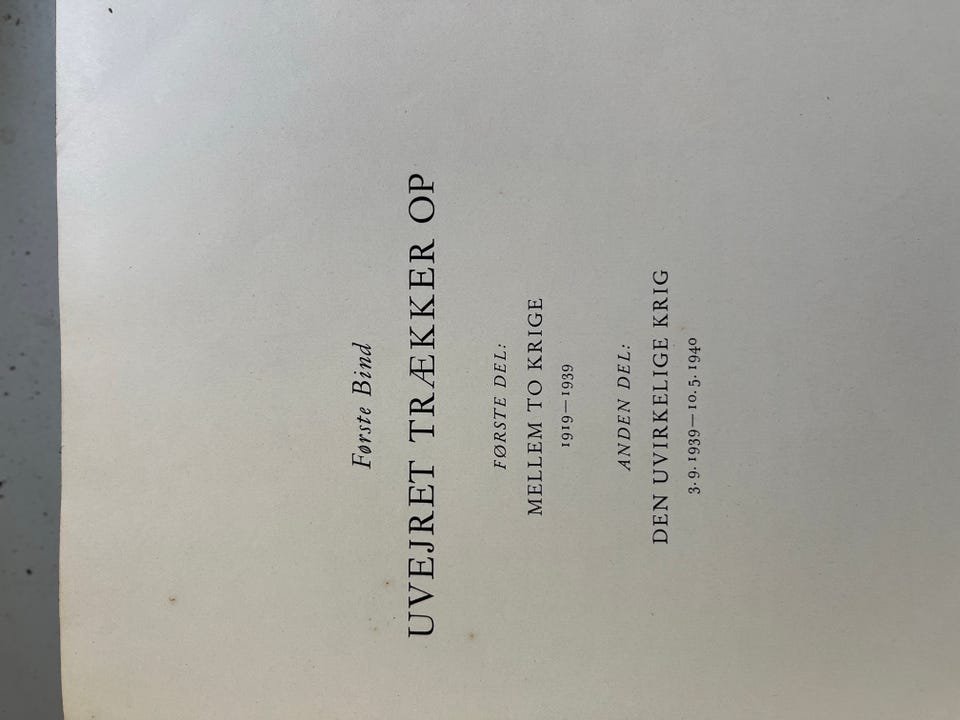 Første Bind
UVEJRET TRÆKKER OP
FØRSTE DEL:
MELLEM TO KRIGE
1919—1939
ANDEN DEL:
DEN UVIRKELIGE KRIG
3.9.1939—10.5.1940